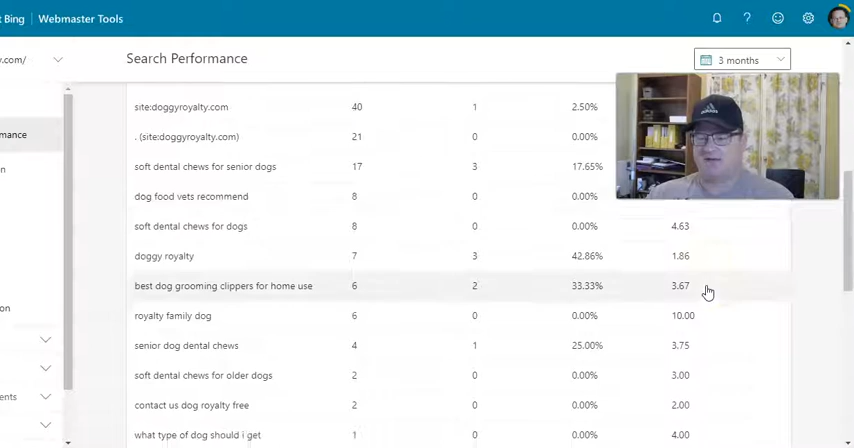 t Bing | Webmaster Tools
.com/
Search Performance
3 months
mance
site:doggyroyalty.com 40 1 2.50%
. (site:doggyroyalty.com) 21 0 0.00%
n
soft dental chews for senior dogs 17 3 17.65%
dog food vets recommend 8 0 0.00%
soft dental chews for dogs 8 0 0.00% 4.63
doggy royalty 7 3 42.86% 1.86
best dog grooming clippers for home use 6 2 33.33% 3.67
on
royalty family dog 6 0 0.00% 10.00
senior dog dental chews 4 1 25.00% 3.75
soft dental chews for older dogs 2 0 0.00% 3.00
ents
contact us dog royalty free 2 0 0.00% 2.00
what type of dog should i get 1 0 0.00% 4.00